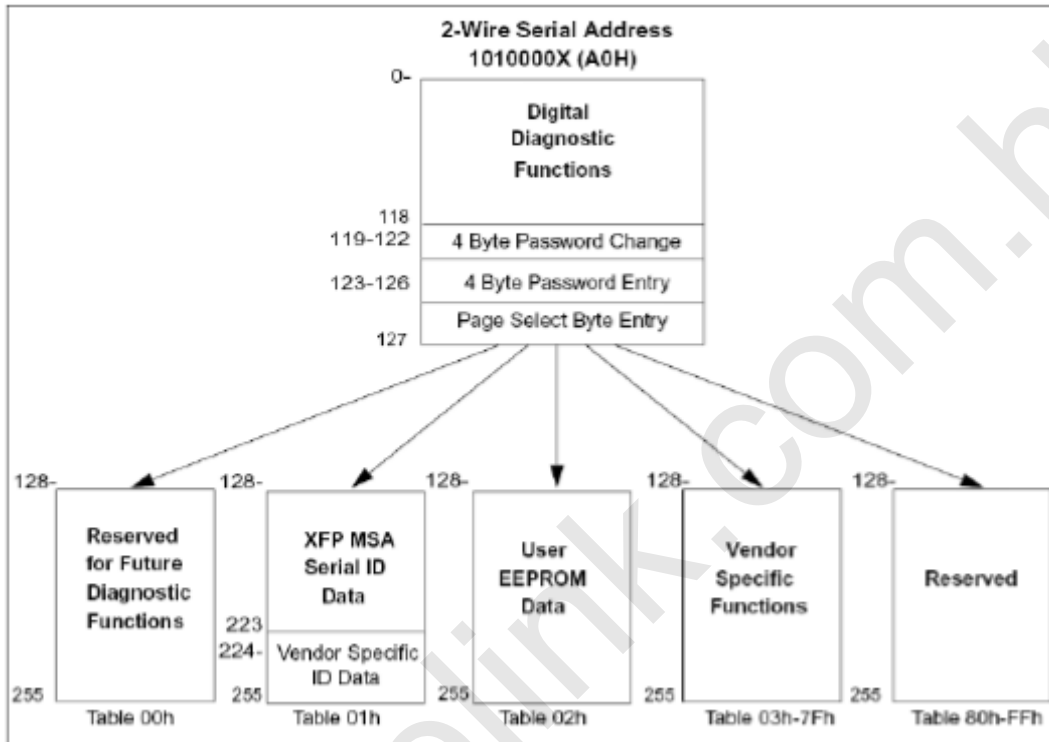 2-Wire Serial Address
1010000X (A0H)
0-
Digital
Diagnostic
Functions
118
119-122
4 Byte Password Change
123-126
4 Byte Password Entry
Page Select Byte Entry
127
128-
128-
128-
128-
128-
Reserved
for Future
Diagnostic
Functions
XFP MSA
Serial ID
Data
User
EEPROM
Data
Vendor
Specific
Functions
Reserved
223
224-
Vendor Specific
ID Data
255
255
255
255
255
Table 00h
Table 01h
Table 02h
Table 03h-7Fh
Table 80h-FFh